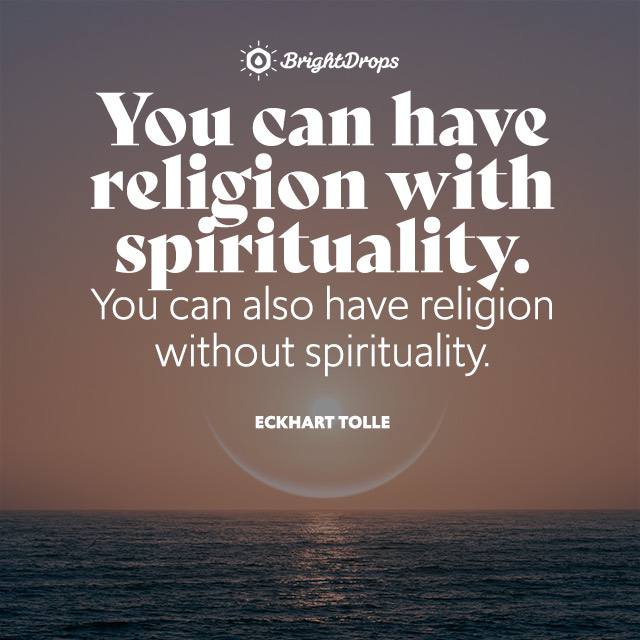 BrightDrops
You can have
religion with
spirituality.
You can also have religion
without spirituality.
ECKHART TOLLE